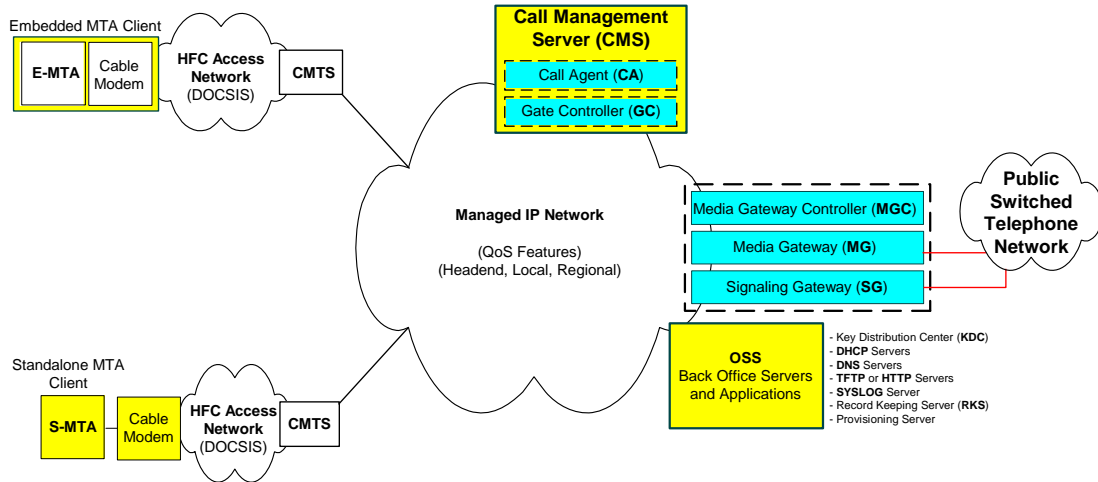 Embedded MTA Client
E-MTA
Cable
Modem
HFC Access
Network
(DOCSIS)
CMTS
Call Management
Server (CMS)
Call Agent (CA)
Gate Controller (GC)
Managed IP Network
(QoS Features)
(Headend, Local, Regional)
Media Gateway Controller (MGC)
Media Gateway (MG)
Signaling Gateway (SG)
Public
Switched
Telephone
Network
OSS
Back Office Servers
and Applications
- Key Distribution Center (KDC)
- DHCP Servers
- DNS Servers
- TFTP or HTTP Servers
- SYSLOG Server
- Record Keeping Server (RKS)
- Provisioning Server
Standalone MTA
Client
S-MTA
Cable
Modem
HFC Access
Network
(DOCSIS)
CMTS